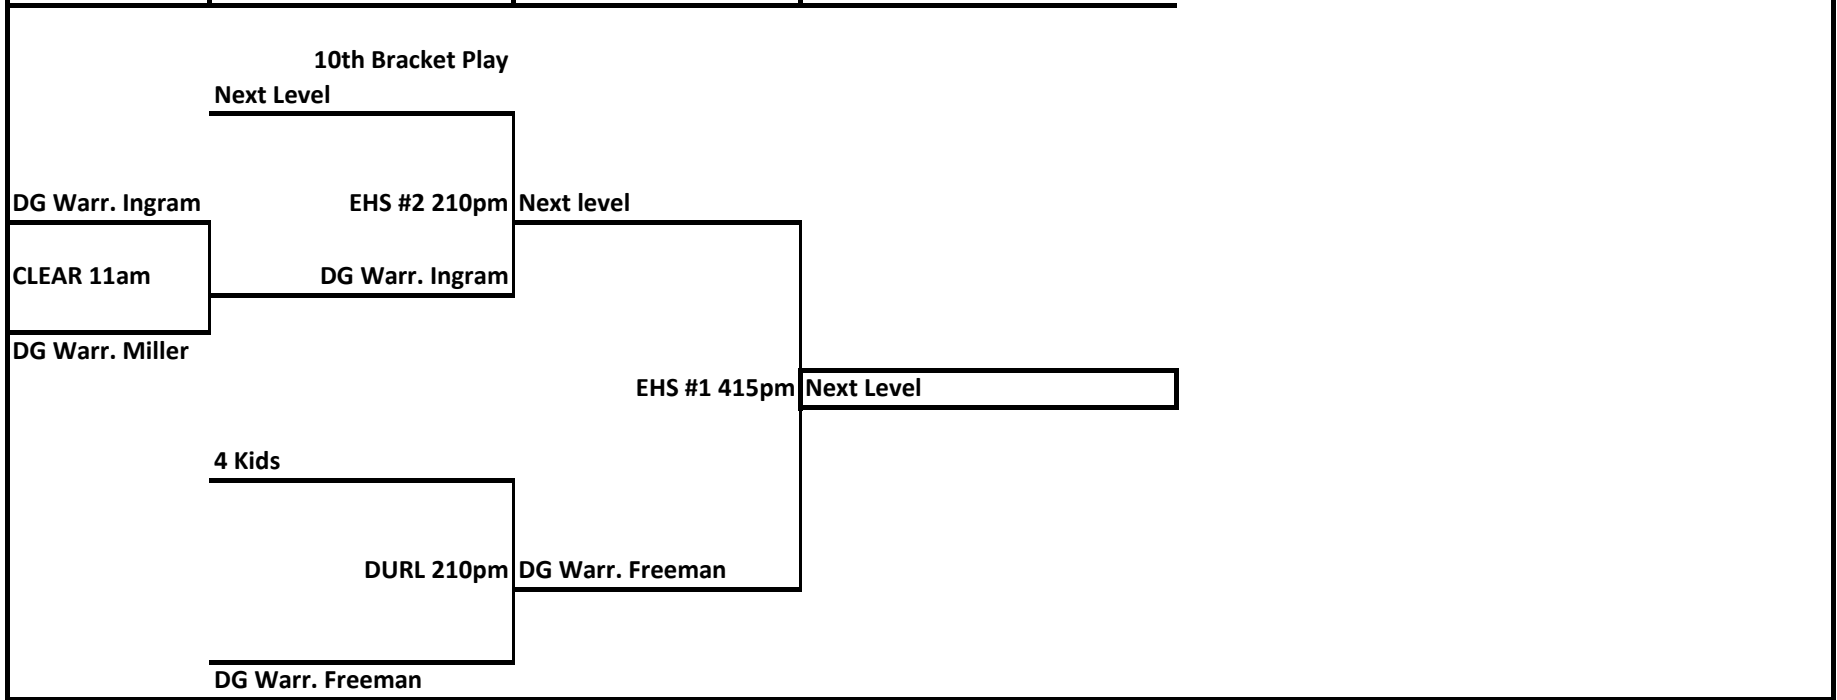 10th Bracket Play
Next Level
DG Warr. Ingram EHS #2 210pm Next level
CLEAR 11am DG Warr. Ingram
DG Warr. Miller
EHS #1 415pm Next Level
4 Kids
DURL 210pm DG Warr. Freeman
DG Warr. Freeman